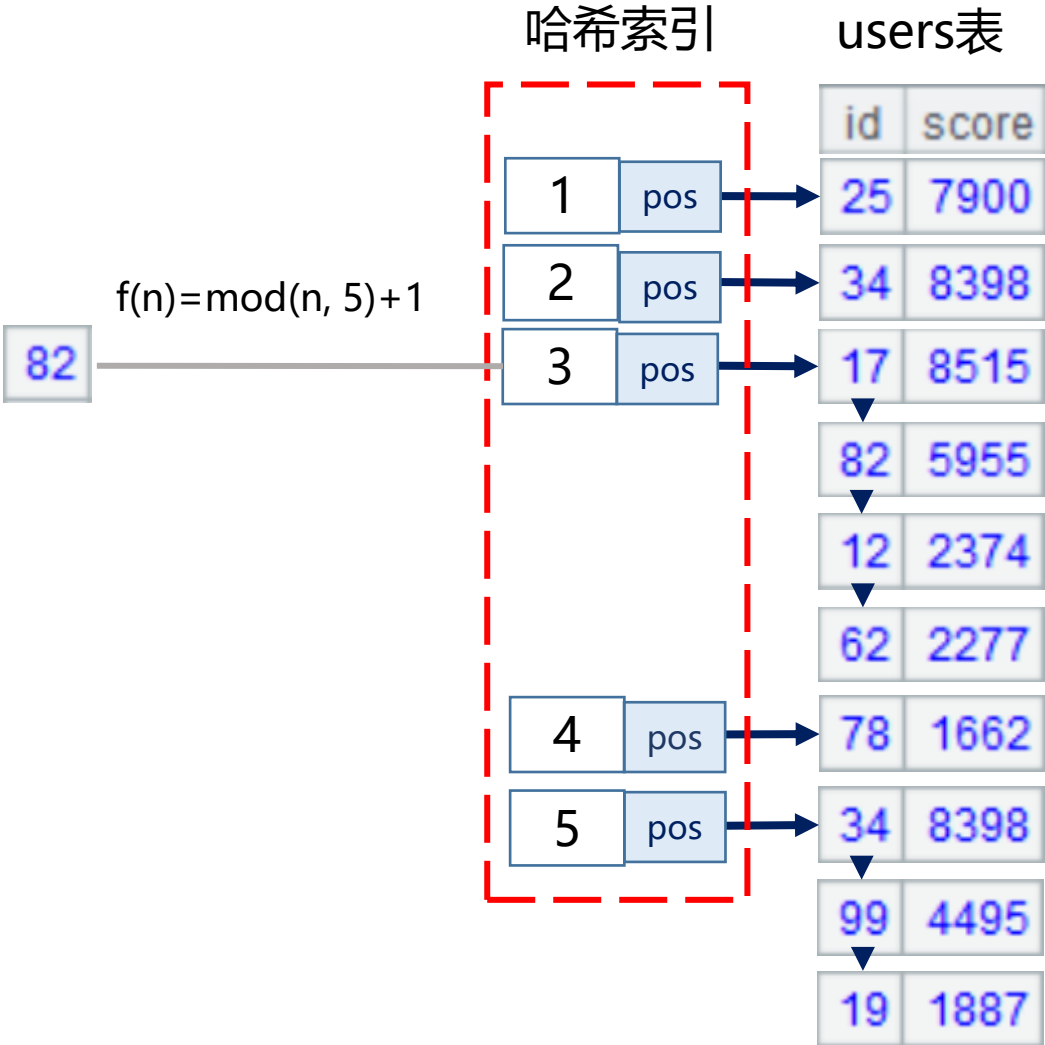 哈希索引 users表
id score
1 pos 25 7900
2 pos 34 8398
f(n)=mod(n, 5)+1
82 3 pos 17 8515
82 5955
12 2374
62 2277
4 pos 78 1662
5 pos 34 8398
99 4495
19 1887